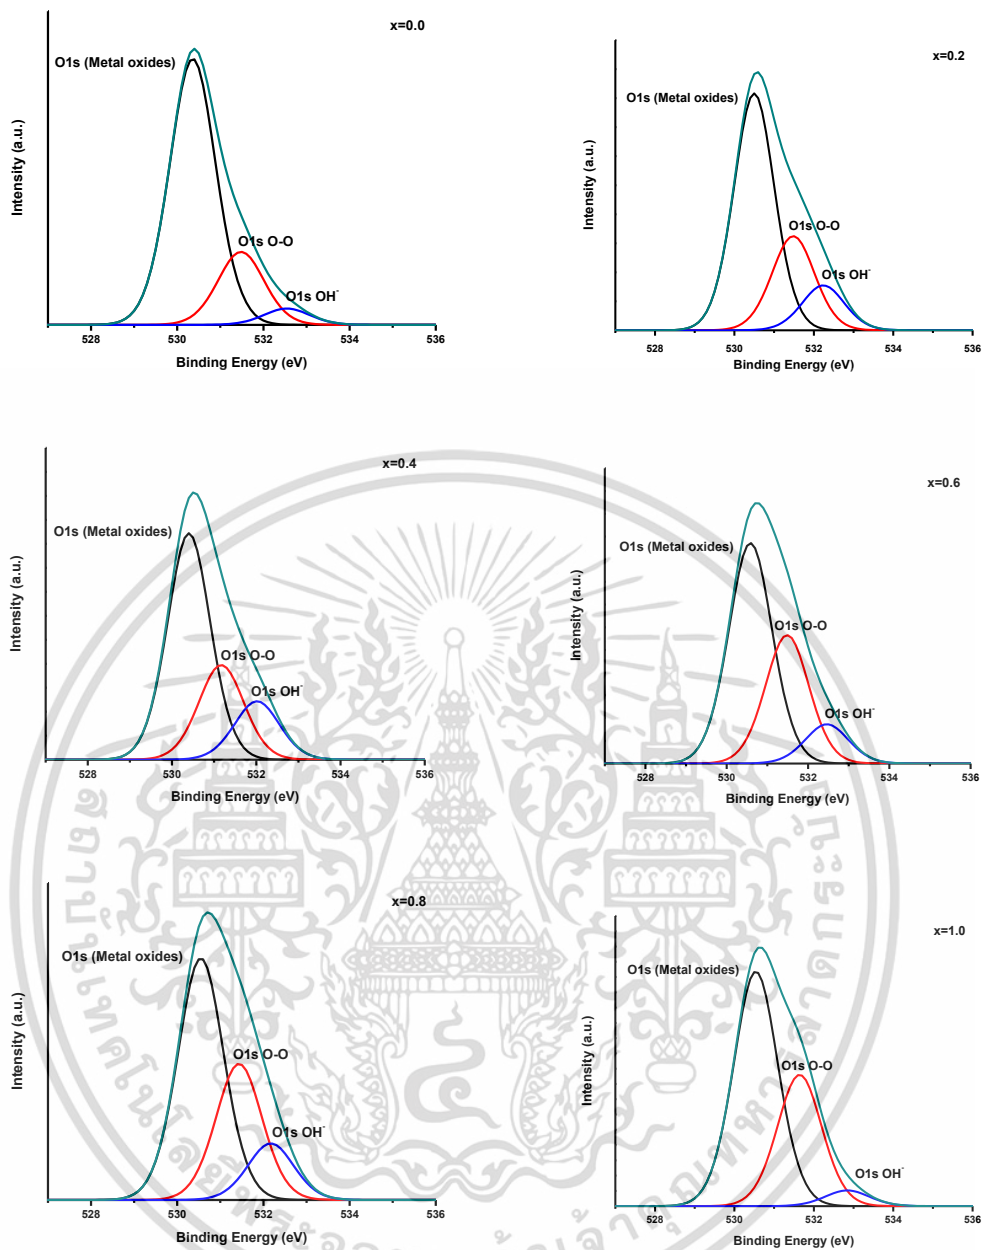 x=0.0
O1s (Metal oxides)
O1s O-O
O1s OH-
Intensity (a.u.)
528 530 532 534 536
Binding Energy (eV)
x=0.2
O1s (Metal oxides)
O1s O-O
O1s OH-
Intensity (a.u.)
528 530 532 534 536
Binding Energy (eV)
x=0.4
O1s (Metal oxides)
O1s O-O
O1s OH-
Intensity (a.u.)
528 530 532 534 536
Binding Energy (eV)
x=0.6
O1s (Metal oxides)
O1s O-O
O1s OH-
Intensity (a.u.)
528 530 532 534 536
Binding Energy (eV)
x=0.8
O1s (Metal oxides)
O1s O-O
O1s OH-
Intensity (a.u.)
528 530 532 534 536
Binding Energy (eV)
x=1.0
O1s (Metal oxides)
O1s O-O
O1s OH-
Intensity (a.u.)
528 530 532 534 536
Binding Energy (eV)